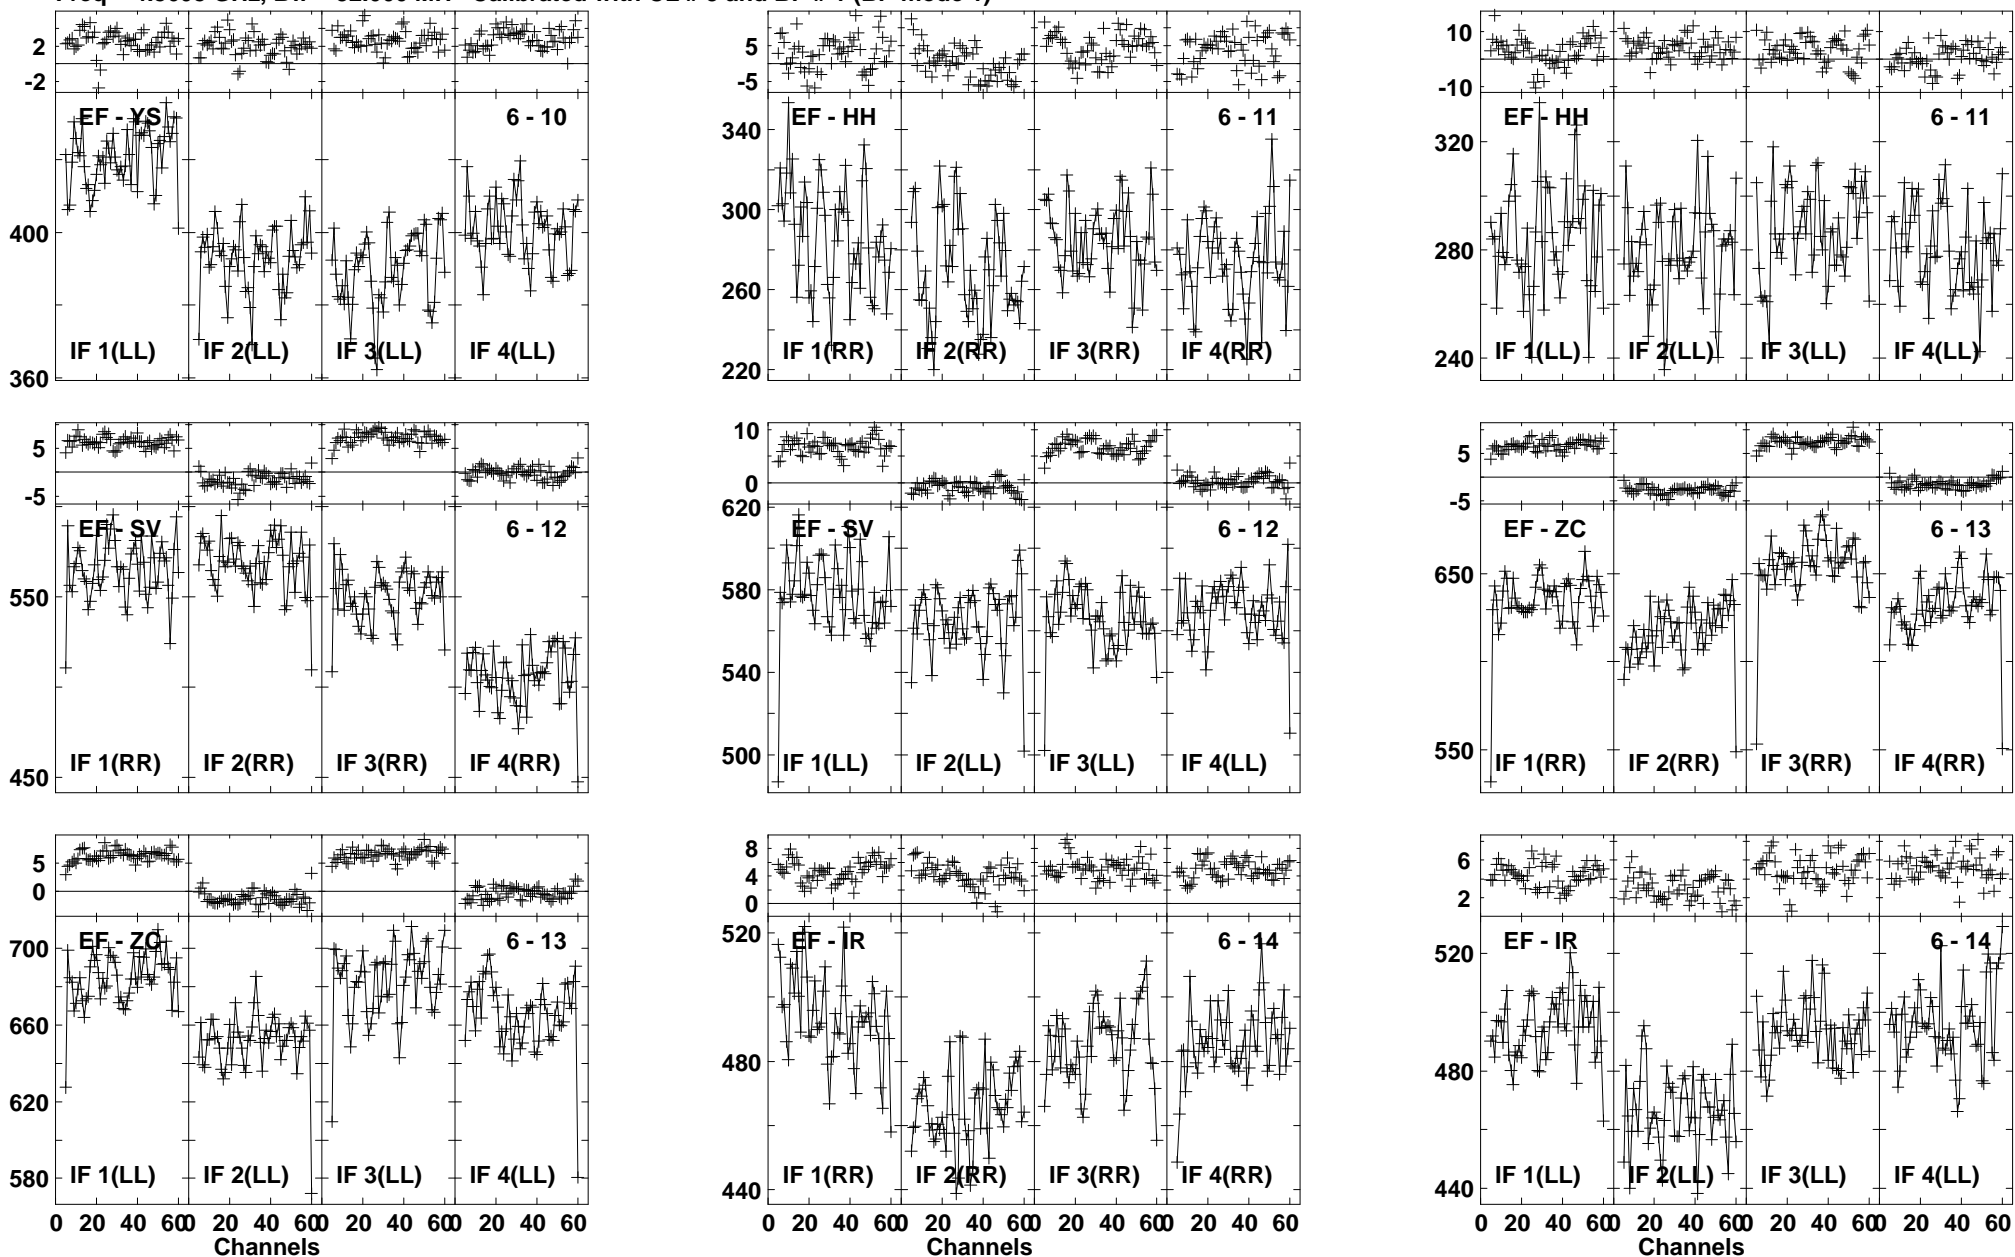 2
-2
5
-5
10
-10
EF - YS 6 - 10
EF - HH 6 - 11
EF - HH 6 - 11
400
360
340
300
260
220
320
280
240
IF 1(LL) IF 2(LL) IF 3(LL) IF 4(LL)
IF 1(RR) IF 2(RR) IF 3(RR) IF 4(RR)
IF 1(LL) IF 2(LL) IF 3(LL) IF 4(LL)
5
-5
10
0
5
-5
EF - SV 6 - 12
EF - SV 6 - 12
EF - ZC 6 - 13
550
450
620
580
540
500
650
550
IF 1(RR) IF 2(RR) IF 3(RR) IF 4(RR)
IF 1(LL) IF 2(LL) IF 3(LL) IF 4(LL)
IF 1(RR) IF 2(RR) IF 3(RR) IF 4(RR)
5
0
8
4
0
6
2
EF - ZC 6 - 13
EF - IR 6 - 14
EF - IR 6 - 14
700
660
620
580
520
480
440
520
480
440
IF 1(LL) IF 2(LL) IF 3(LL) IF 4(LL)
IF 1(RR) IF 2(RR) IF 3(RR) IF 4(RR)
IF 1(LL) IF 2(LL) IF 3(LL) IF 4(LL)
0 20 40 60 0 20 40 60 0 20 40 60 0 20 40 60
0 20 40 60 0 20 40 60 0 20 40 60 0 20 40 60
0 20 40 60 0 20 40 60 0 20 40 60 0 20 40 60
Channels
Channels
Channels